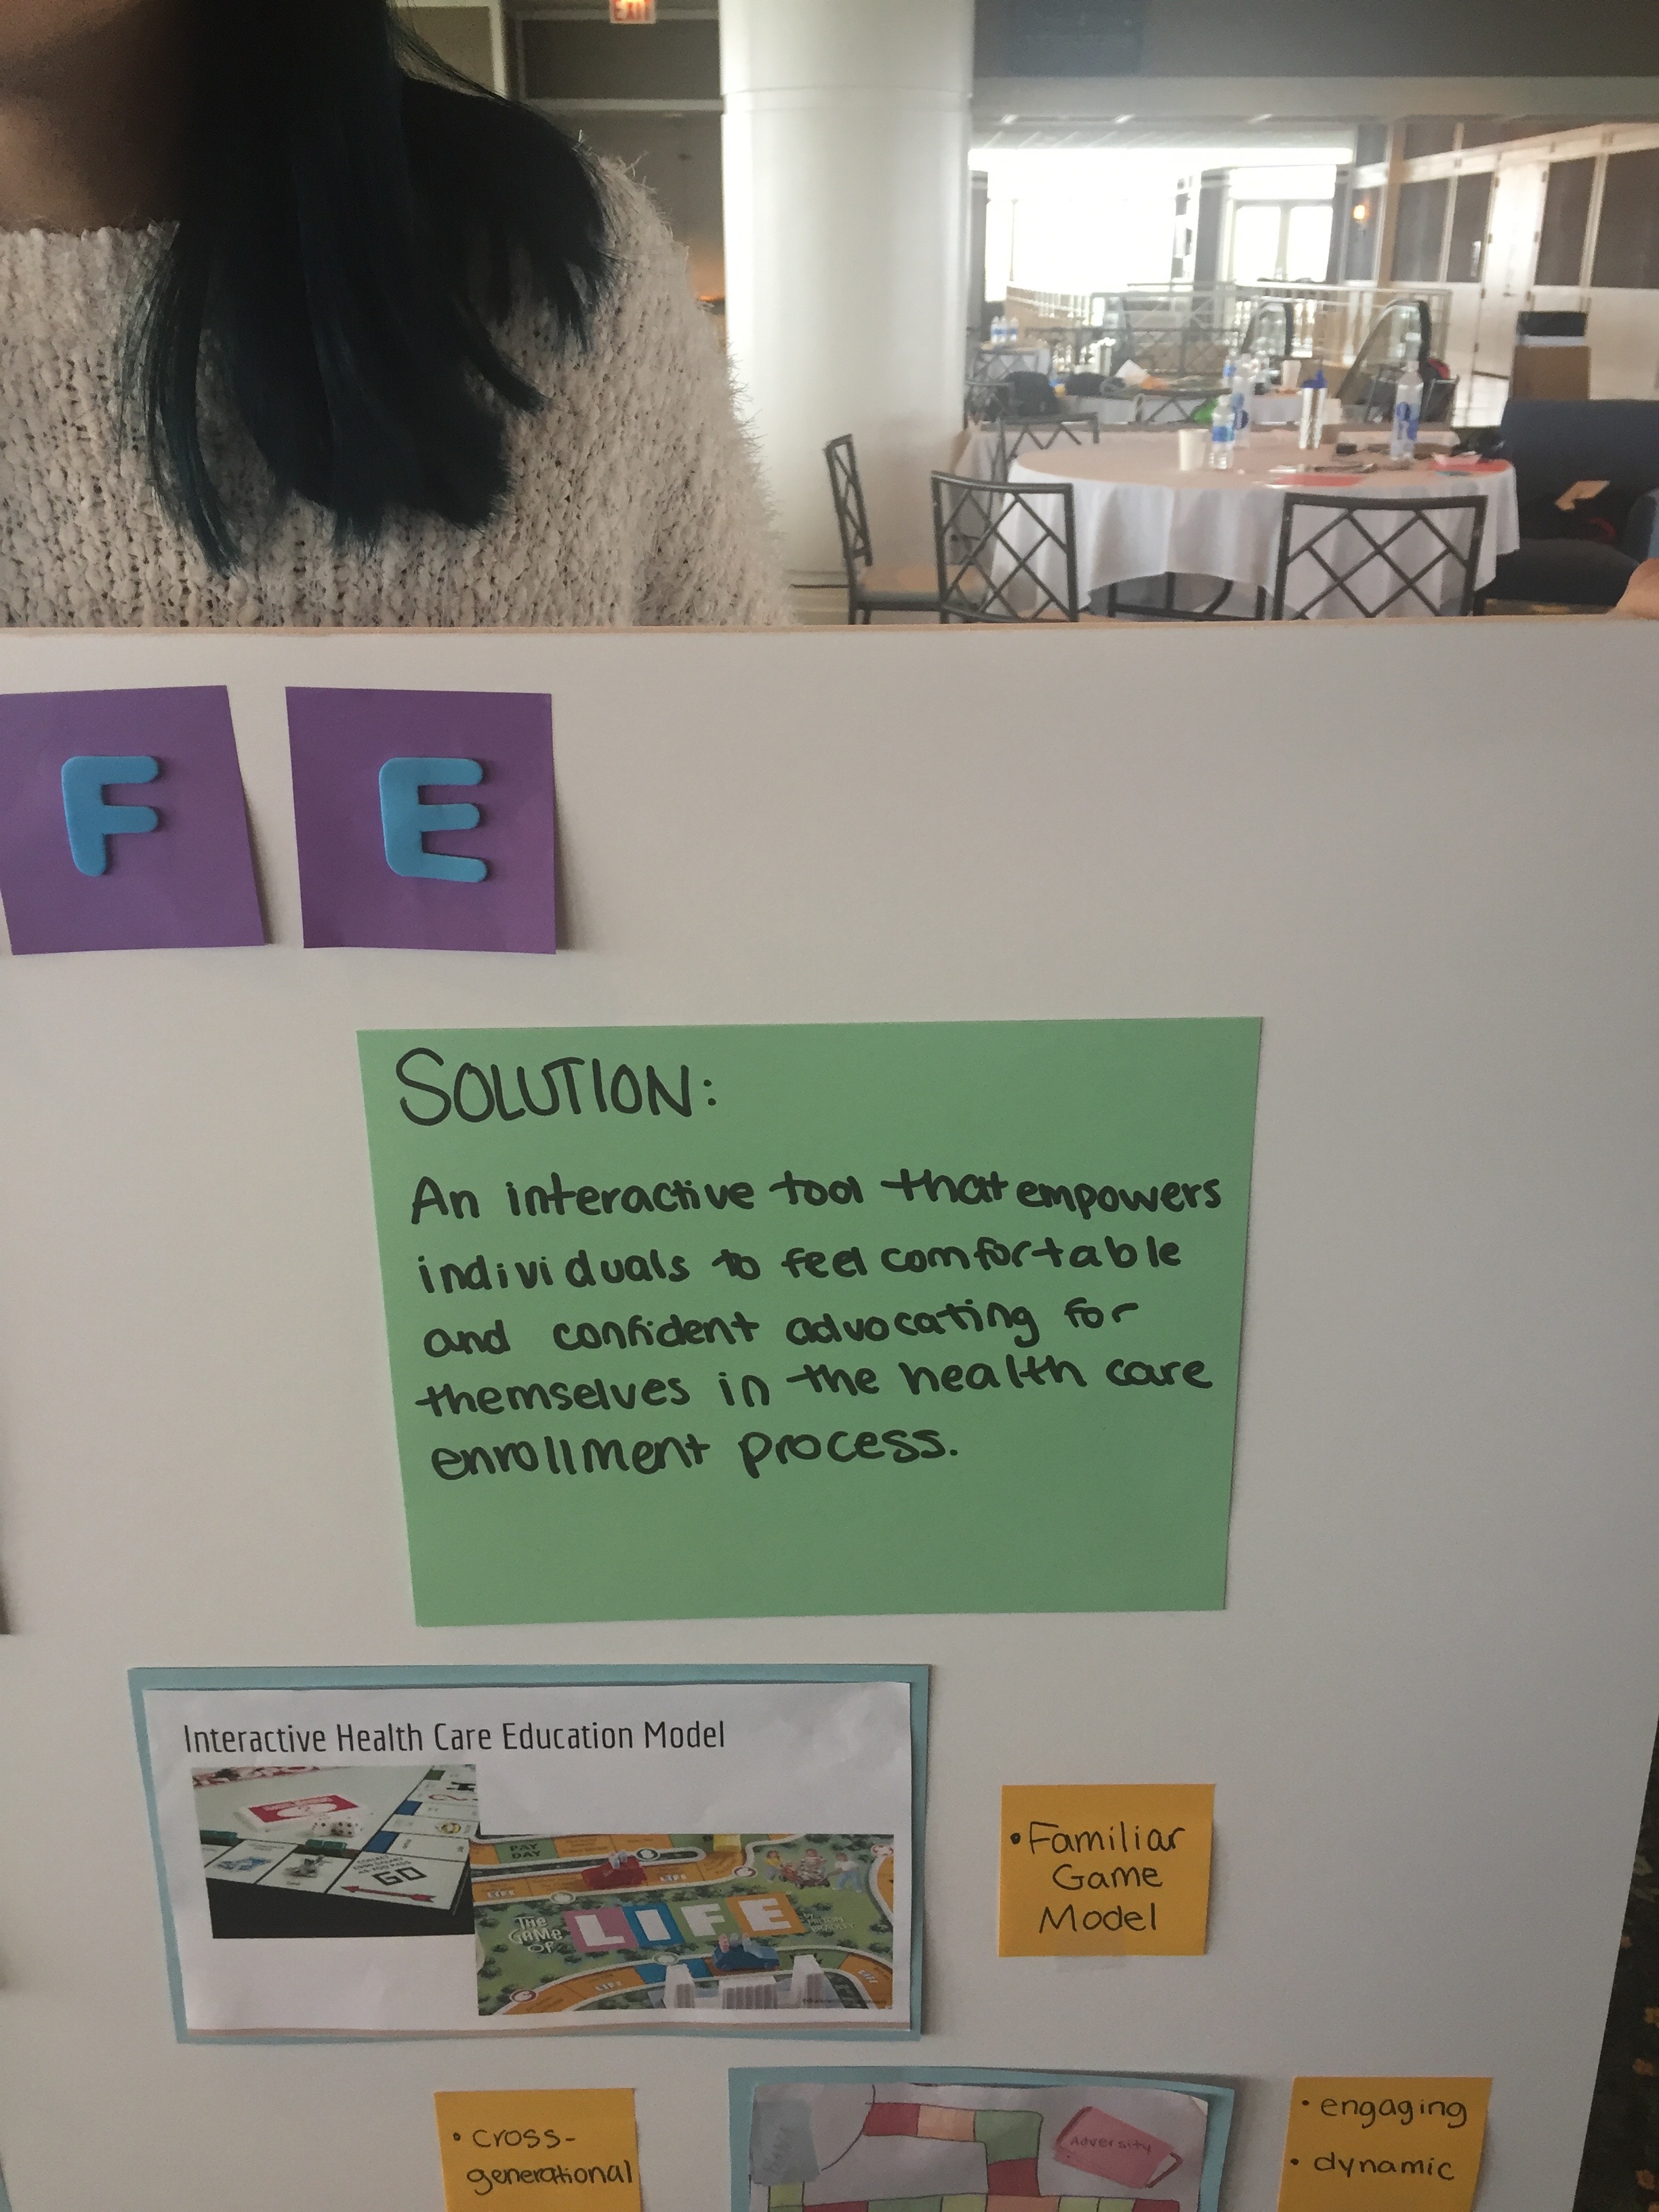 EXIT
F E
SOLUTION:
An interactive tool that empowers
individuals to feel comfortable
and confident advocating for
themselves in the health care
enrollment process.
Interactive Health Care Education Model
GO
PAY
DAY
THE
GAME
OF
LIFE
• Familiar
Game
Model
• cross-
generational
Adversity
• engaging
• dynamic